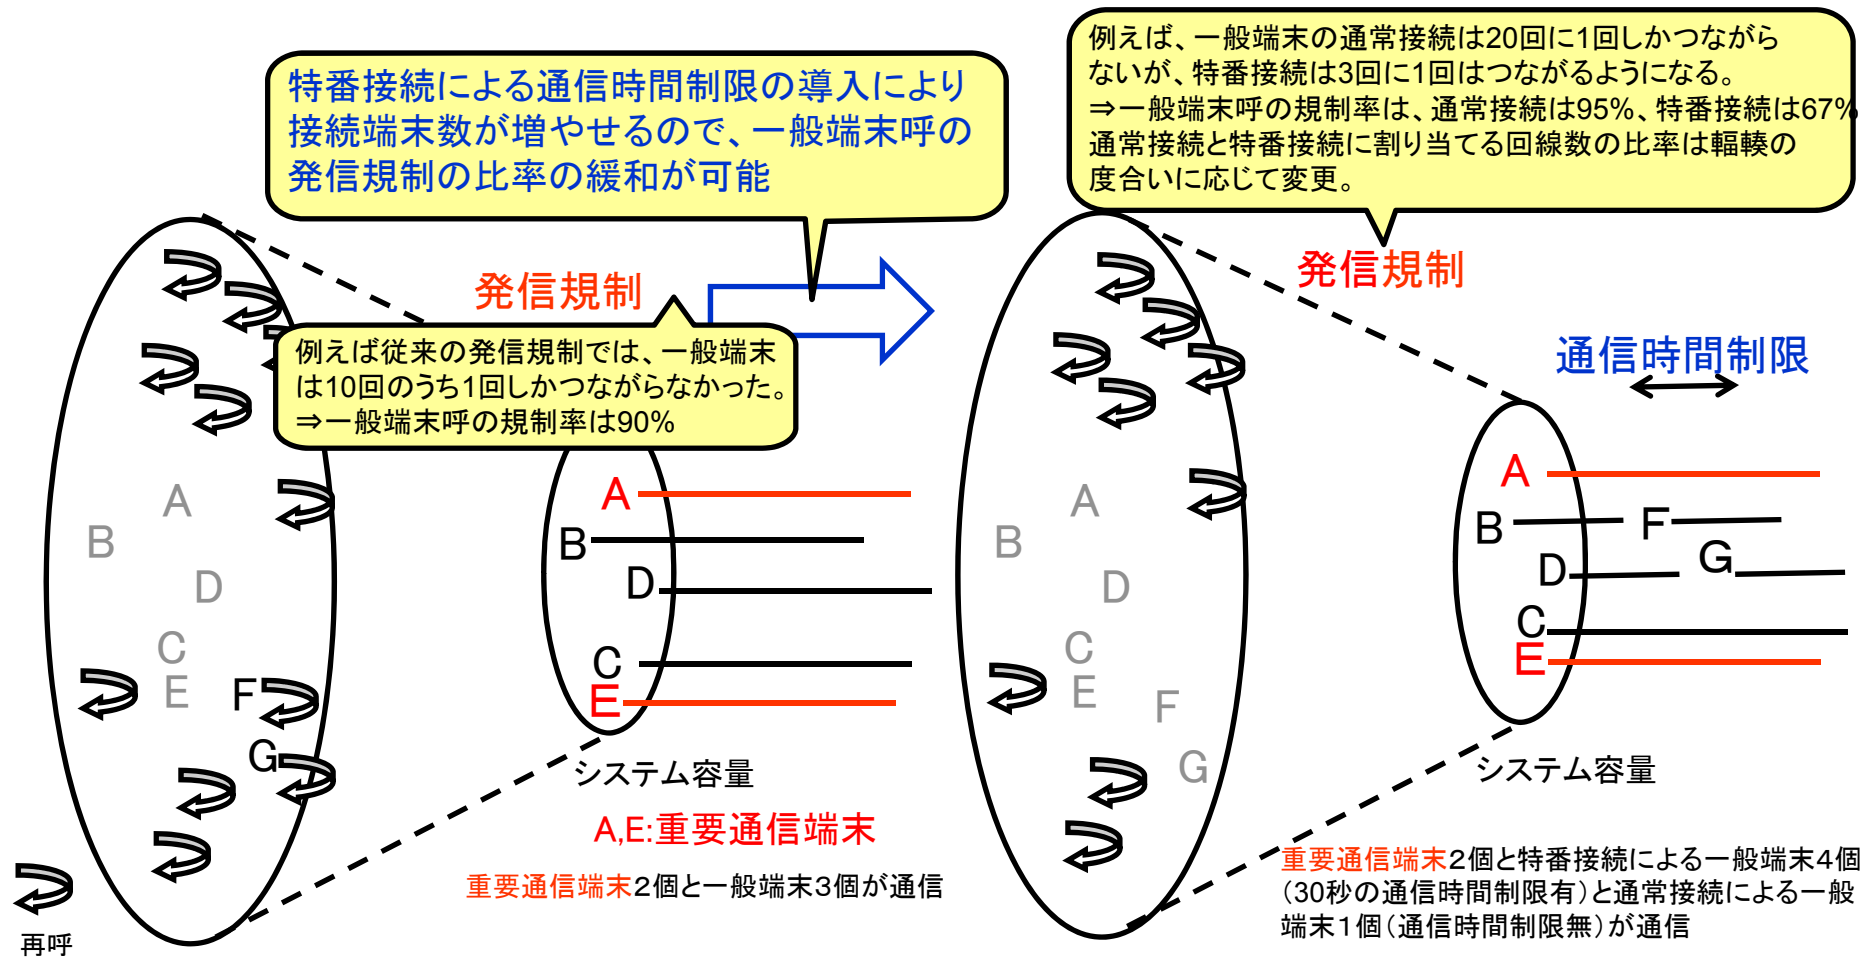 特番接続による通信時間制限の導入により
接続端末数が増やせるので、一般端末呼の
発信規制の比率の緩和が可能
発信規制
例えば従来の発信規制では、一般端末
は10回のうち1回しかつながらなかった。
⇒一般端末呼の規制率は90%
A
B
D
C
E
F
G
A
B
D
C
E
システム容量
A,E:重要通信端末
重要通信端末2個と一般端末3個が通信
再呼
例えば、一般端末の通常接続は20回に1回しかつながら
ないが、特番接続は3回に1回はつながるようになる。
⇒一般端末呼の規制率は、通常接続は95%、特番接続は67%
通常接続と特番接続に割り当てる回線数の比率は輻輳の
度合いに応じて変更。
発信規制
通信時間制限
A
B
D
C
E
F
G
A
B F
D G
C
E
システム容量
重要通信端末2個と特番接続による一般端末4個
(30秒の通信時間制限有)と通常接続による一般
端末1個(通信時間制限無)が通信